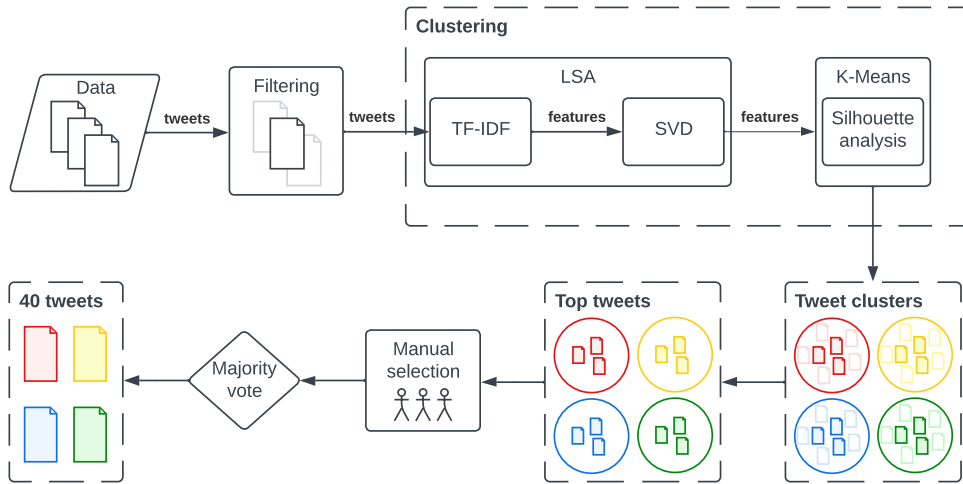 Clustering
Data
tweets
Filtering
tweets
LSA
TF-IDF
features
SVD
features
K-Means
Silhouette
analysis
40 tweets
Majority
vote
Manual
selection
Top tweets
Tweet clusters